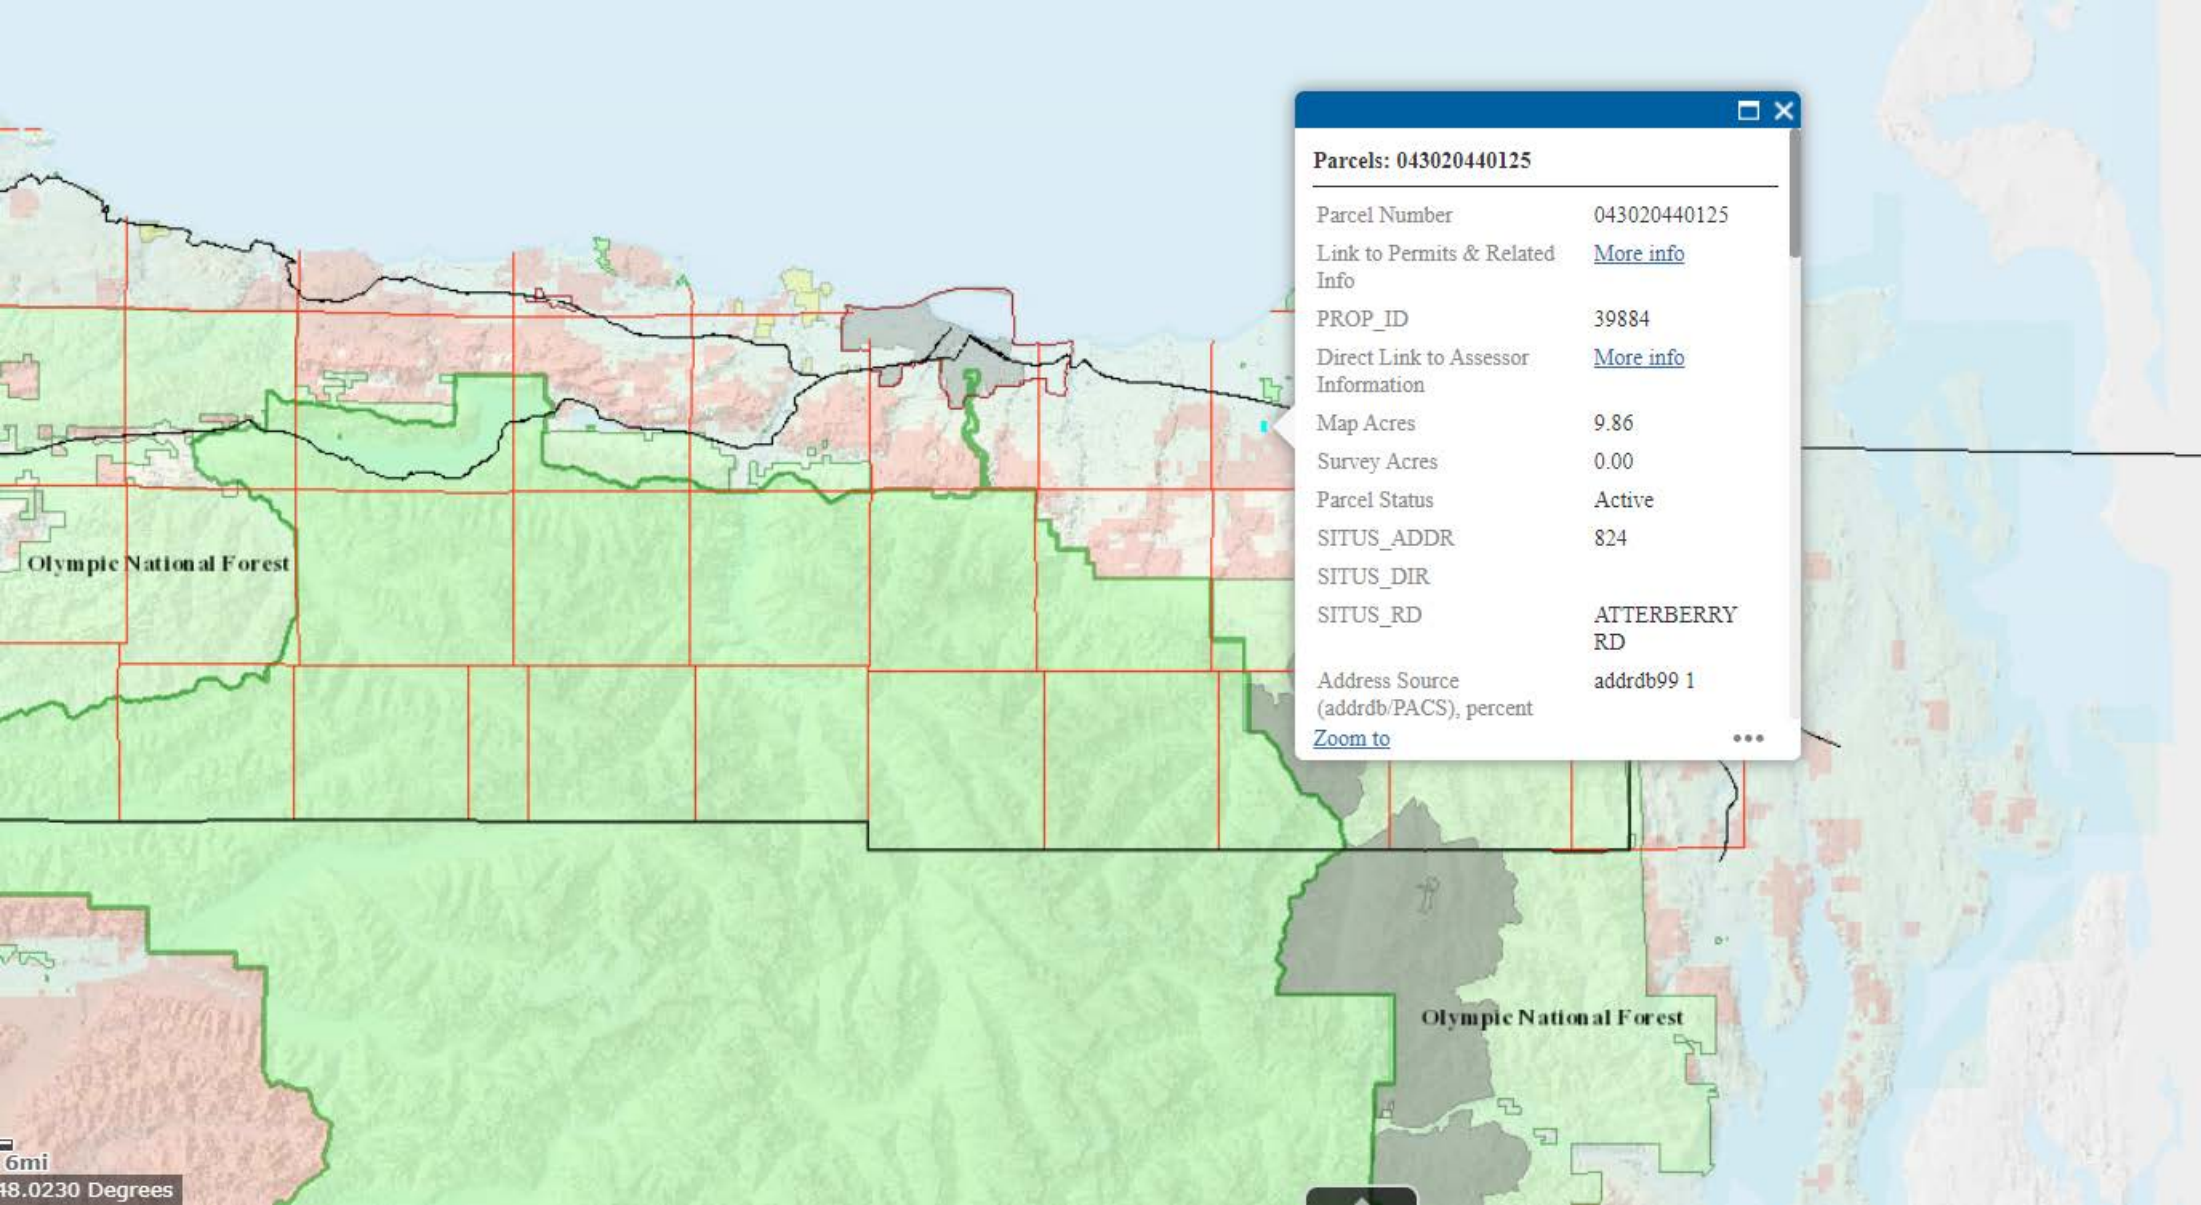 Parcels: 043020440125
Parcel Number 043020440125
Link to Permits & Related More info
Info
PROP_ID 39884
Direct Link to Assessor More info
Information
Map Acres 9.86
Survey Acres 0.00
Parcel Status Active
SITUS_ADDR 824
SITUS_DIR
SITUS_RD ATTERBERRY
RD
Address Source addrdb99 1
(addrdb/PACS), percent
Zoom to
Olympic National Forest
Olympic National Forest
6mi
48.0230 Degrees